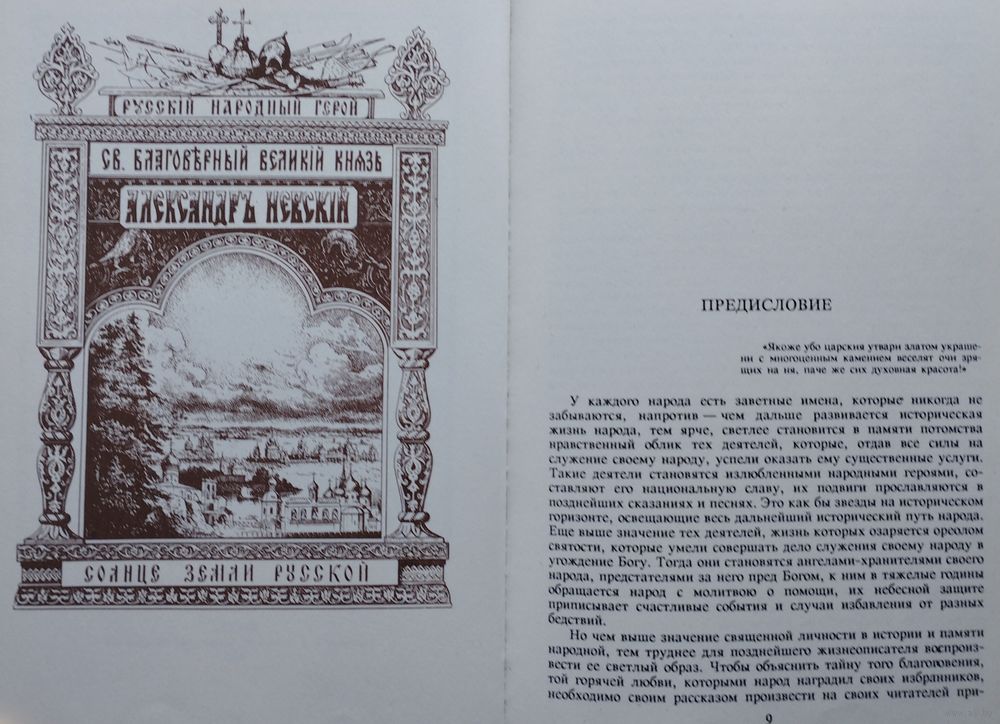 РУССКІЙ НАРОДНЫЙ ГЕРОЙ
СВ. БЛАГОВѢРНЫЙ ВЕЛИКІЙ КНЯЗЬ
АЛЕКСАНДРЪ НЕВСКІЙ
СОЛНЦЕ ЗЕМЛИ РУССКОЙ
ПРЕДИСЛОВИЕ
«Якоже убо царския утвари златом украше-
ни с многоценным камением веселят очи зря-
щих на ня, паче же сих духовная красота!»
У каждого народа есть заветные имена, которые никогда не
забываются, напротив — чем дальше развивается историческая
жизнь народа, тем ярче, светлее становится в памяти потомства
нравственный облик тех деятелей, которые, отдав все силы на
служение своему народу, успели оказать ему существенные услуги.
Такие деятели становятся излюбленными народными героями, со-
ставляют его национальную славу, их подвиги прославляются в
позднейших сказаниях и песнях. Это как бы звезды на историческом
горизонте, освещающие весь дальнейший исторический путь народа.
Еще выше значение тех деятелей, жизнь которых озаряется ореолом
святости, которые умели совершать дело служения своему народу в
угождение Богу. Тогда они становятся ангелами-хранителями своего
народа, предстателями за него пред Богом, к ним в тяжелые годины
обращается народ с молитвою о помощи, их небесной защите
приписывает счастливые события и случаи избавления от разных
бедствий.
Но чем выше значение священной личности в истории и памяти
народной, тем труднее для позднейшего жизнеописателя воспроиз-
вести ее светлый образ. Чтобы объяснить тайну того благоговения,
той горячей любви, которыми народ наградил своих избранников,
необходимо своим рассказом произвести на своих читателей при-
9